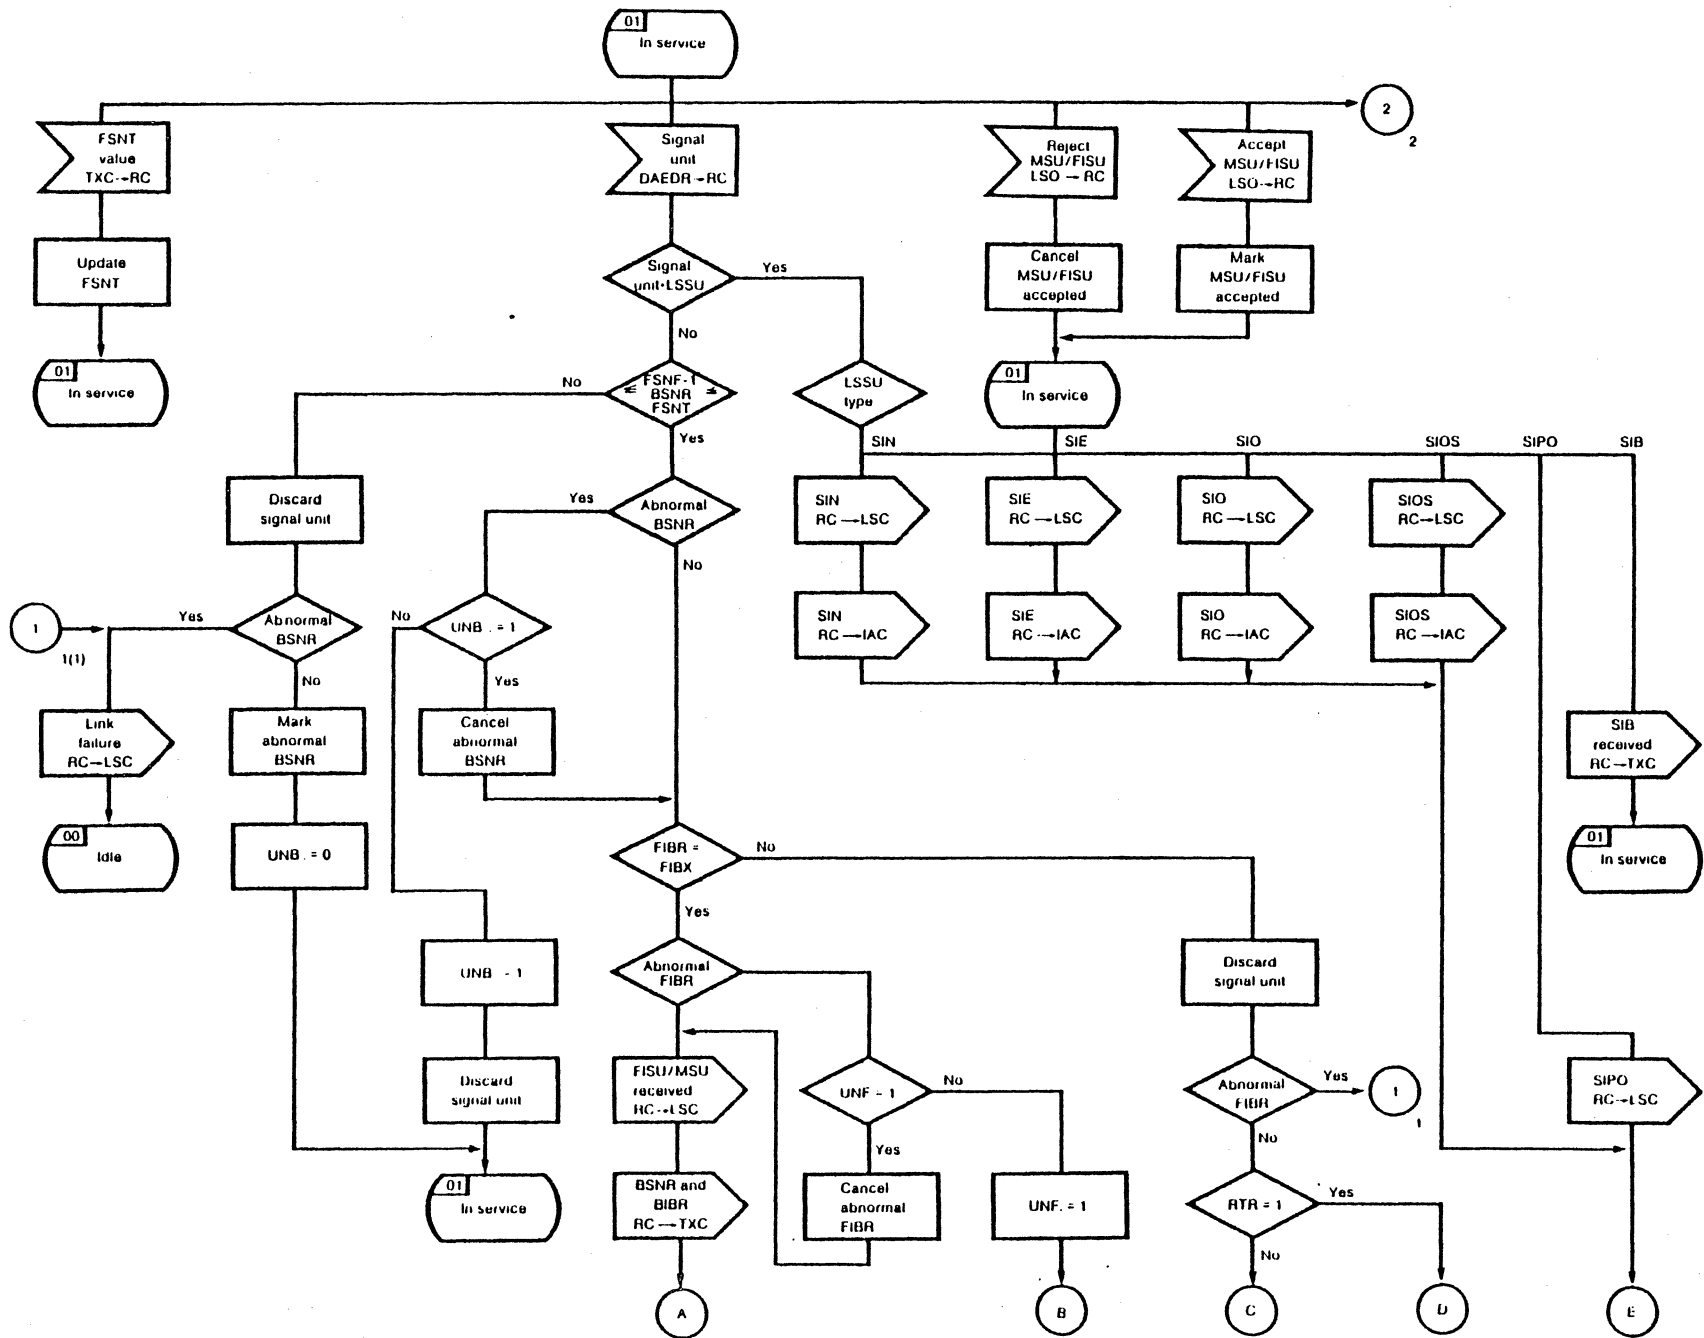 01
In service
2
2
FSNT
value
TXC→RC
Signal
unit
DAEDR→RC
Reject
MSU/FISU
LSO → RC
Accept
MSU/FISU
LSO→RC
Update
FSNT
Signal
unit·LSSU
Yes
No
Cancel
MSU/FISU
accepted
Mark
MSU/FISU
accepted
01
In service
No
FSNF-1
≤ BSNR ≤
FSNT
Yes
LSSU
type
01
In service
SIN
SIE
SIO
SIOS
SIPO
SIB
Discard
signal unit
Yes
Abnormal
BSNR
No
SIN
RC→LSC
SIE
RC→LSC
SIO
RC→LSC
SIOS
RC→LSC
1
1(1)
Yes
Abnormal
BSNR
No
No
UNB . = 1
Yes
SIN
RC→IAC
SIE
RC→IAC
SIO
RC→IAC
SIOS
RC→IAC
Link
failure
RC→LSC
Mark
abnormal
BSNR
Cancel
abnormal
BSNR
SIB
received
RC→TXC
00
Idle
UNB . = 0
FIBR =
FIBX
No
Yes
01
In service
UNB - 1
Abnormal
FIBR
Discard
signal unit
Discard
signal unit
FISU/MSU
received
RC→LSC
UNF - 1
No
Yes
Abnormal
FIBR
Yes
No
1
1
SIPO
RC→LSC
01
In service
BSNR and
BIBR
RC→TXC
Cancel
abnormal
FIBR
UNF. = 1
RTR = 1
Yes
No
A
B
C
D
E